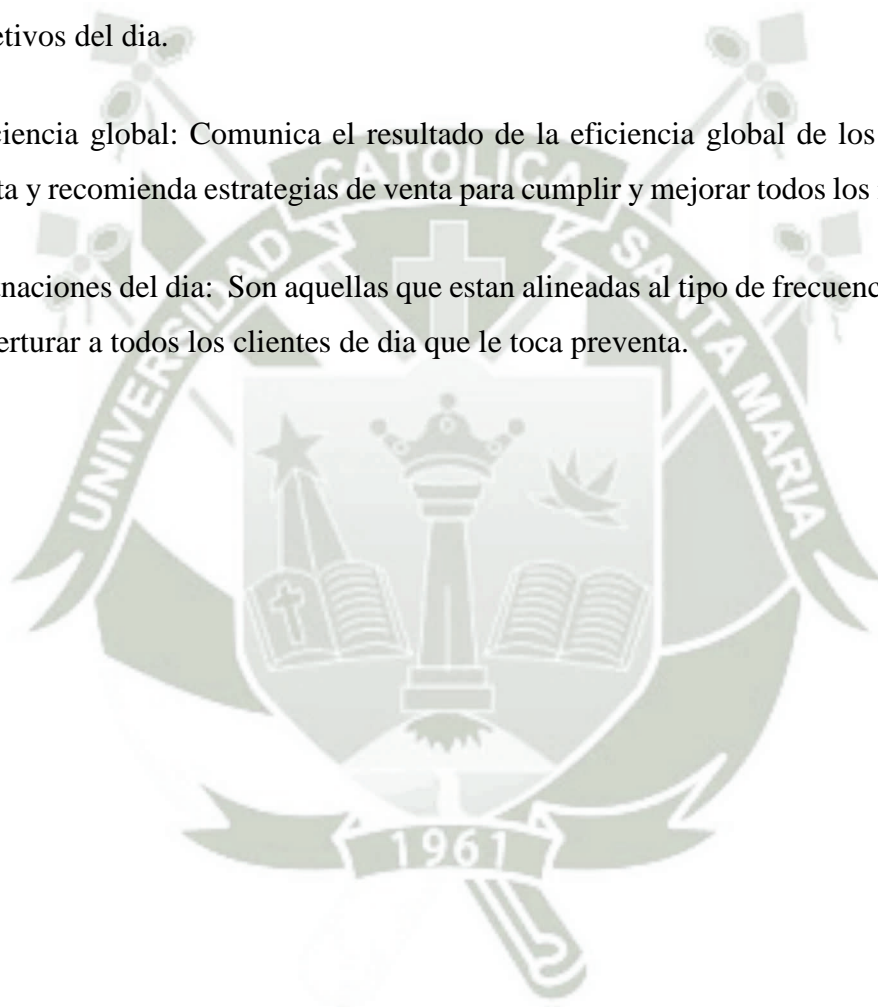 etivos del dia.
ciencia global: Comunica el resultado de la eficiencia global de los
ta y recomienda estrategias de venta para cumplir y mejorar todos los
naciones del dia:  Son aquellas que estan alineadas al tipo de frecuenc
erturar a todos los clientes de dia que le toca preventa.
UNIVERSIDAD CATOLICA SANTA MARIA
1961